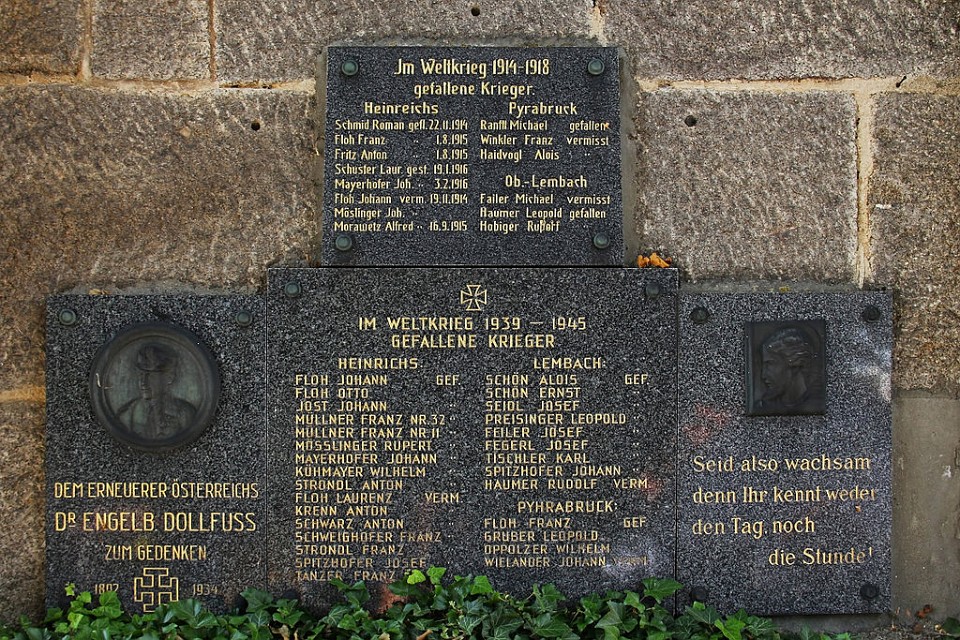 Im Weltkrieg 1914-1918
gefallene Krieger.
Heinreichs
Schmid Roman gefl. 22.11.1914
Floh Franz " 1.8.1915
Fritz Anton " 1.8.1915
Schuster Laur. gest. 19.1.1916
Mayerhofer Joh. " 3.2.1916
Floh Johann verm. 19.11.1914
Möslinger Joh. " "
Morawetz Alfred " 16.9.1915
Pyrabruck
Ranftl Michael gefallen
Winkler Franz vermisst
Haidvogl Alois "
Ob.-Lembach
Failer Michael vermisst
Haumer Leopold gefallen
Hobiger Rudolf "
DEM ERNEUERER ÖSTERREICHS
DR ENGELB. DOLLFUSS
ZUM GEDENKEN
1892 1934
IM WELTKRIEG 1939 – 1945
GEFALLENE KRIEGER
HEINRICHS:
FLOH JOHANN GEF.
FLOH OTTO "
JOST JOHANN "
MÜLLNER FRANZ NR. 32 "
MÜLLNER FRANZ NR. 11 "
MÖSSLINGER RUPERT "
MAYERHOFER JOHANN "
KÜHMAYER WILHELM "
STRONDL ANTON "
FLOH LAURENZ VERM.
KRENN ANTON "
SCHWARZ ANTON "
SCHWEIGHOFER FRANZ "
STRONDL FRANZ "
SPITZHOFER JOHANN "
TANZER FRANZ
LEMBACH:
SCHÖN ALOIS GEF.
SCHÖN ERNST "
SEIDL JOSEF "
PREISINGER LEOPOLD "
FEILER JOSEF "
FEGERL JOSEF "
TISCHLER KARL "
SPITZHOFER JOHANN "
HAUMER RUDOLF VERM.
PYHRABRUCK:
FLOH FRANZ GEF.
GRUBER LEOPOLD "
OPPOLZER WILHELM "
WIELANDER JOHANN VERM.
Seid also wachsam
denn Ihr kennt weder
den Tag, noch
die Stunde!